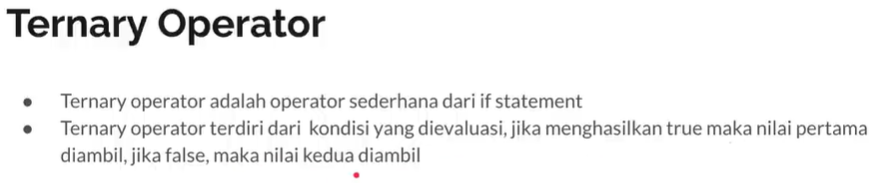 Ternary Operator
● Ternary operator adalah operator sederhana dari if statement
● Ternary operator terdiri dari kondisi yang dievaluasi, jika menghasilkan true maka nilai pertama
diambil, jika false, maka nilai kedua diambil